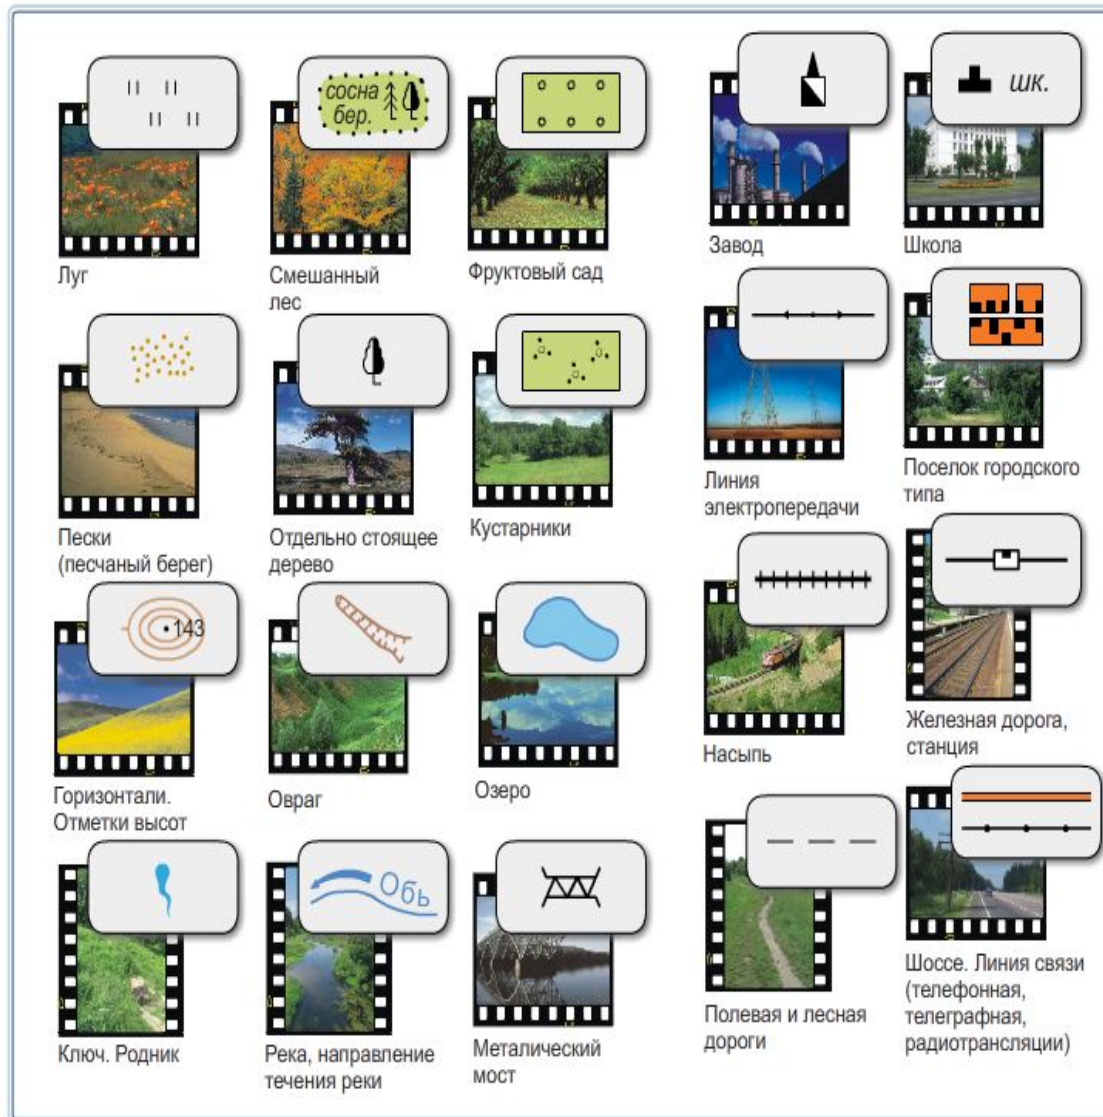 сосна
бер.
шк.
Луг
Смешанный
лес
Фруктовый сад
Завод
Школа
Пески
(песчаный берег)
Отдельно стоящее
дерево
Кустарники
Линия
электропередачи
Поселок городского
типа
143
Горизонтали.
Отметки высот
Овраг
Озеро
Насыпь
Железная дорога,
станция
Обь
Ключ. Родник
Река, направление
течения реки
Металический
мост
Полевая и лесная
дороги
Шоссе. Линия связи
(телефонная,
телеграфная,
радиотрансляции)